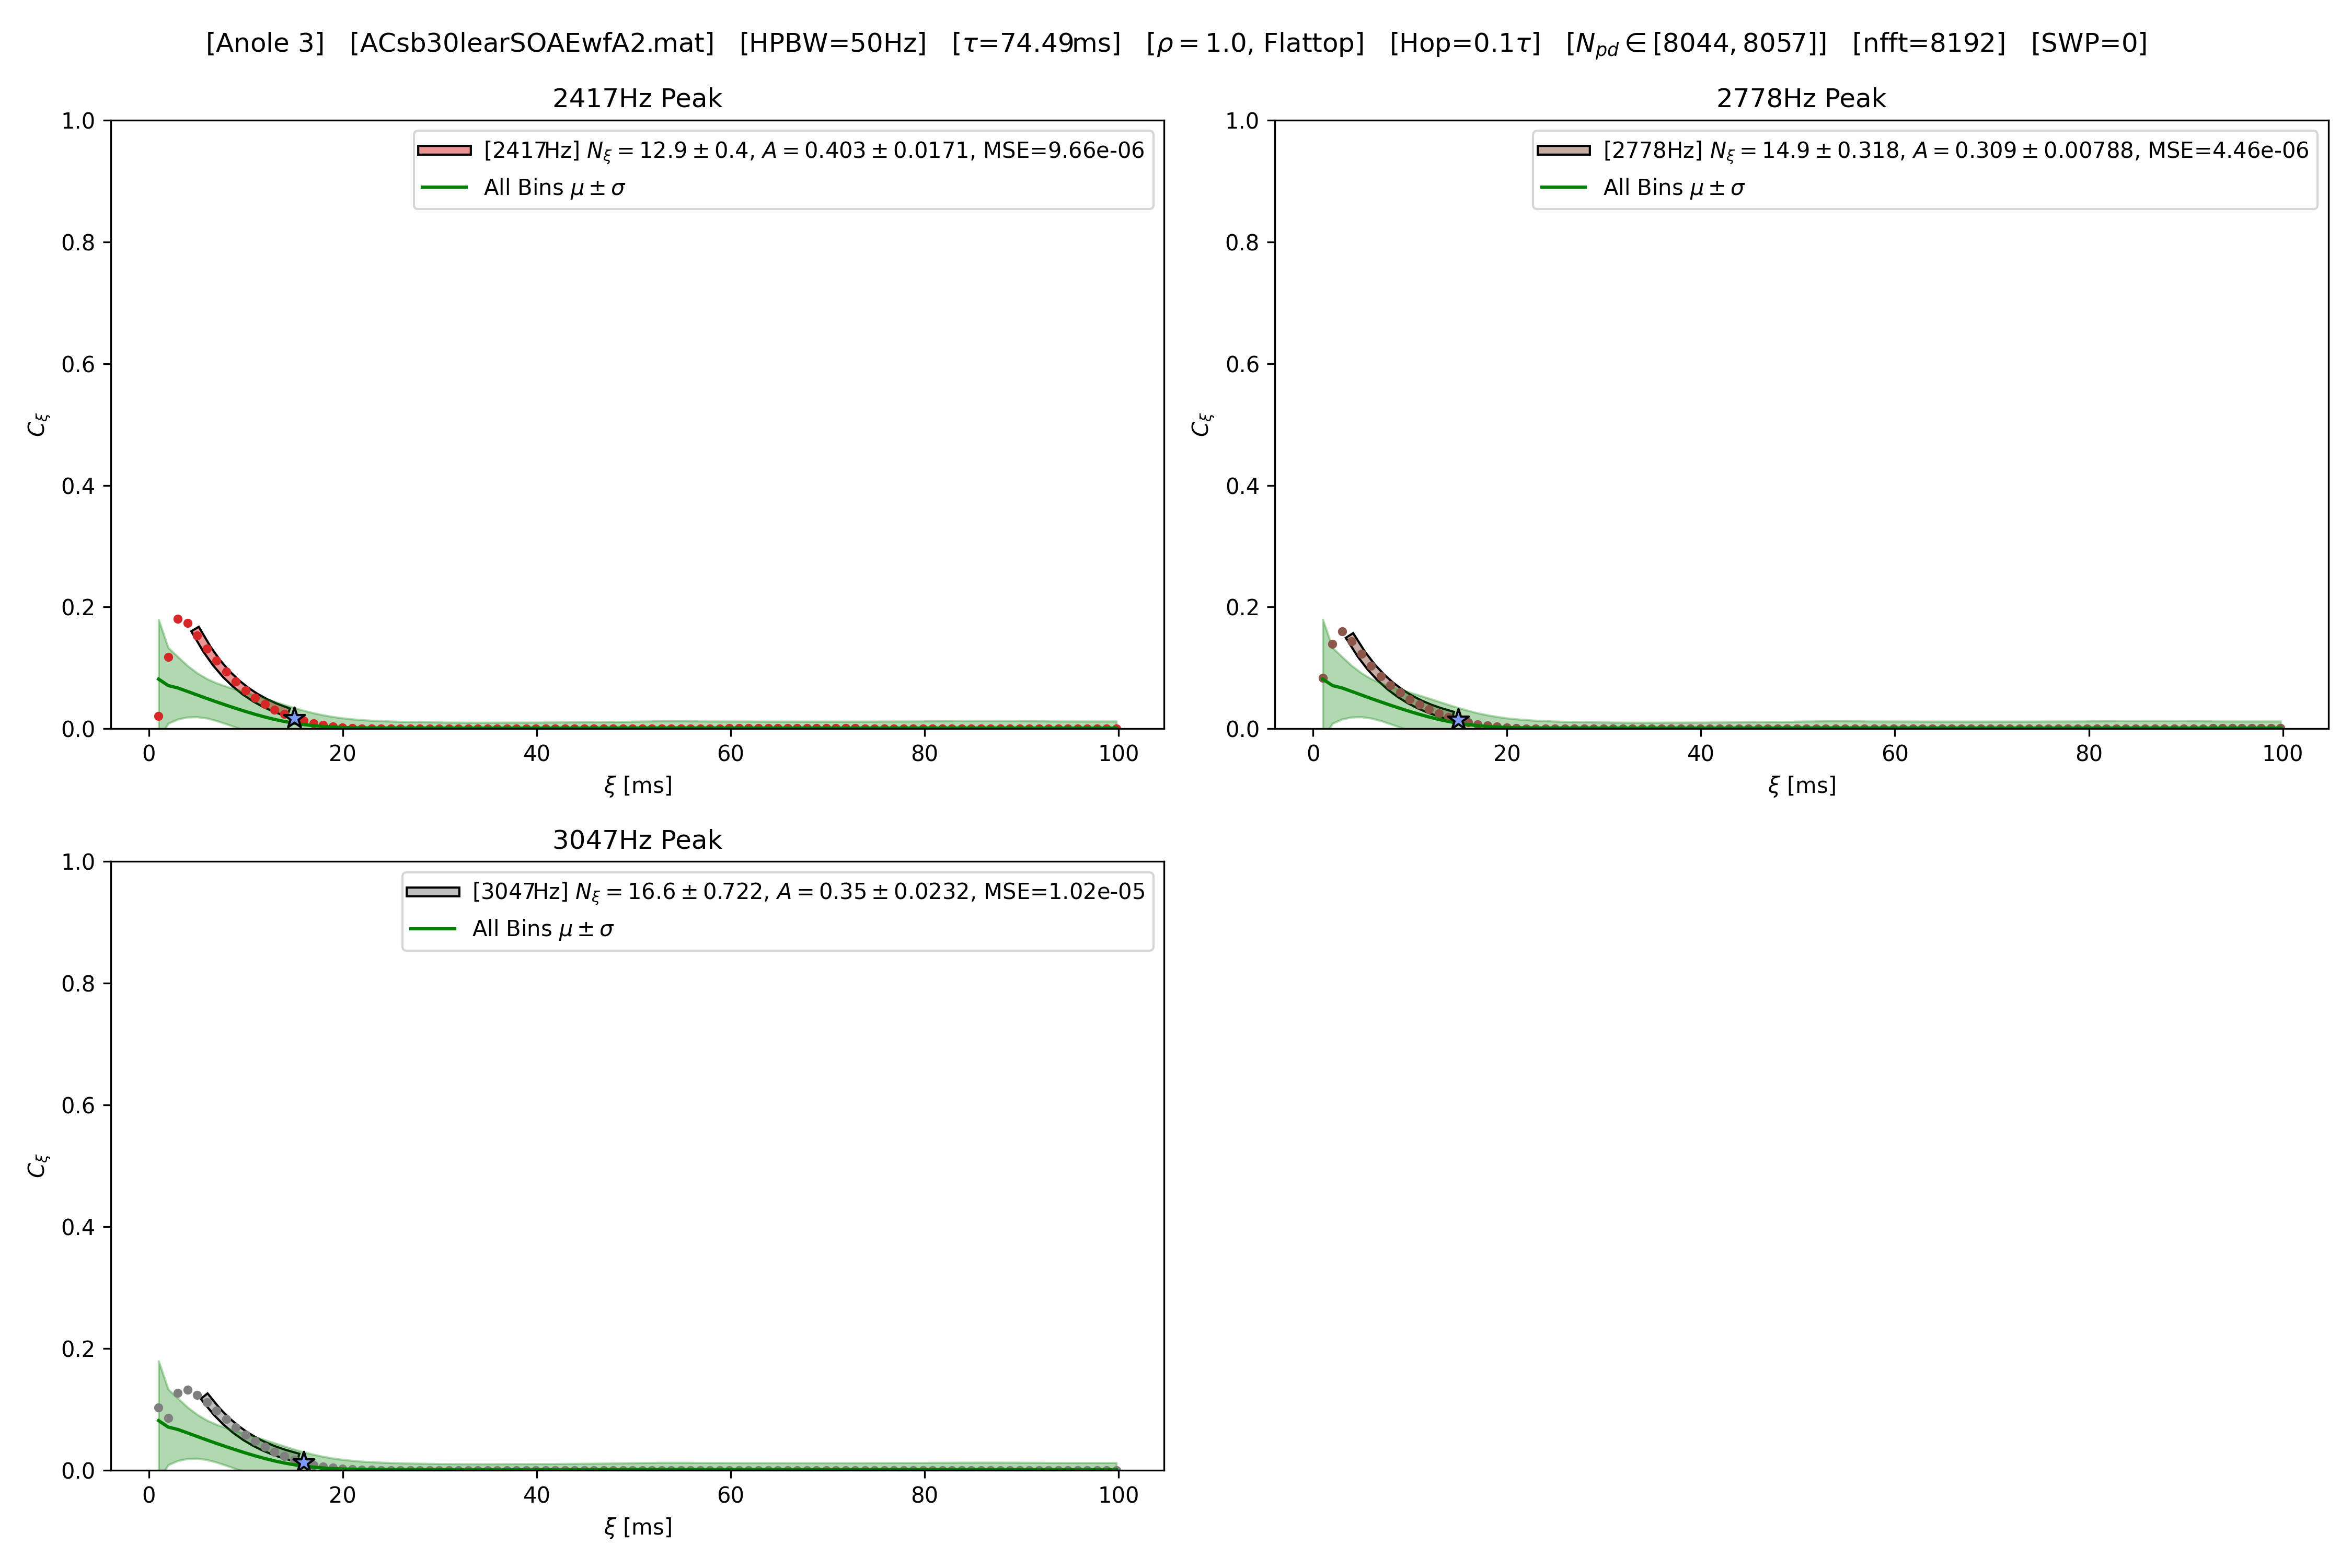 [Anole 3] [ACsb30learSOAEwfA2.mat] [HPBW=50Hz] [τ=74.49ms] [ρ = 1.0, Flattop] [Hop=0.1τ] [N_pd ∈ [8044, 8057]] [nfft=8192] [SWP=0]
2417Hz Peak
[2417Hz] N_ξ = 12.9 ± 0.4, A = 0.403 ± 0.0171, MSE=9.66e-06
All Bins μ ± σ
1.0
0.8
0.6
0.4
0.2
0.0
C_ξ
0 20 40 60 80 100
ξ [ms]
2778Hz Peak
[2778Hz] N_ξ = 14.9 ± 0.318, A = 0.309 ± 0.00788, MSE=4.46e-06
All Bins μ ± σ
1.0
0.8
0.6
0.4
0.2
0.0
C_ξ
0 20 40 60 80 100
ξ [ms]
3047Hz Peak
[3047Hz] N_ξ = 16.6 ± 0.722, A = 0.35 ± 0.0232, MSE=1.02e-05
All Bins μ ± σ
1.0
0.8
0.6
0.4
0.2
0.0
C_ξ
0 20 40 60 80 100
ξ [ms]